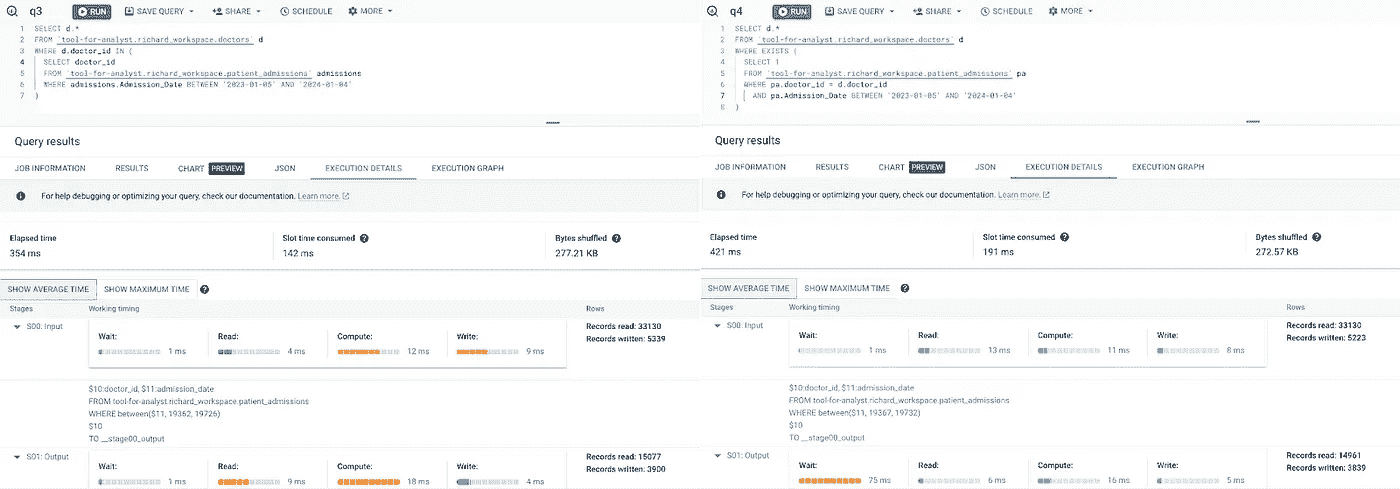 q3 RUN SAVE QUERY SHARE SCHEDULE MORE
1 SELECT d.*
2 FROM `tool-for-analyst.richard_workspace.doctors` d
3 WHERE d.doctor_id IN (
4 SELECT doctor_id
5 FROM `tool-for-analyst.richard_workspace.patient_admissions` admissions
6 WHERE admissions.Admission_Date BETWEEN '2023-01-05' AND '2024-01-04'
7 )
Query results
JOB INFORMATION RESULTS CHART PREVIEW JSON EXECUTION DETAILS EXECUTION GRAPH
For help debugging or optimizing your query, check our documentation. Learn more.
Elapsed time Slot time consumed Bytes shuffled
354 ms 142 ms 277.21 KB
SHOW AVERAGE TIME SHOW MAXIMUM TIME
Stages Working timing Rows
S00: Input Wait: 1 ms Read: 4 ms Compute: 12 ms Write: 9 ms Records read: 33130
Records written: 5339
$10:doctor_id, $11:admission_date
FROM tool-for-analyst.richard_workspace.patient_admissions
WHERE between($11, 19362, 19726)
$10
TO __stage00_output
S01: Output Wait: 1 ms Read: 9 ms Compute: 18 ms Write: 4 ms Records read: 15077
Records written: 3900
q4 RUN SAVE QUERY SHARE SCHEDULE MORE
1 SELECT d.*
2 FROM `tool-for-analyst.richard_workspace.doctors` d
3 WHERE EXISTS (
4 SELECT 1
5 FROM `tool-for-analyst.richard_workspace.patient_admissions` pa
6 WHERE pa.doctor_id = d.doctor_id
7 AND pa.Admission_Date BETWEEN '2023-01-05' AND '2024-01-04'
8 )
Query results
JOB INFORMATION RESULTS CHART PREVIEW JSON EXECUTION DETAILS EXECUTION GRAPH
For help debugging or optimizing your query, check our documentation. Learn more.
Elapsed time Slot time consumed Bytes shuffled
421 ms 191 ms 272.57 KB
SHOW AVERAGE TIME SHOW MAXIMUM TIME
Stages Working timing Rows
S00: Input Wait: 1 ms Read: 13 ms Compute: 11 ms Write: 8 ms Records read: 33130
Records written: 5223
$10:doctor_id, $11:admission_date
FROM tool-for-analyst.richard_workspace.patient_admissions
WHERE between($11, 19367, 19732)
$10
TO __stage00_output
S01: Output Wait: 75 ms Read: 6 ms Compute: 16 ms Write: 5 ms Records read: 14961
Records written: 3839